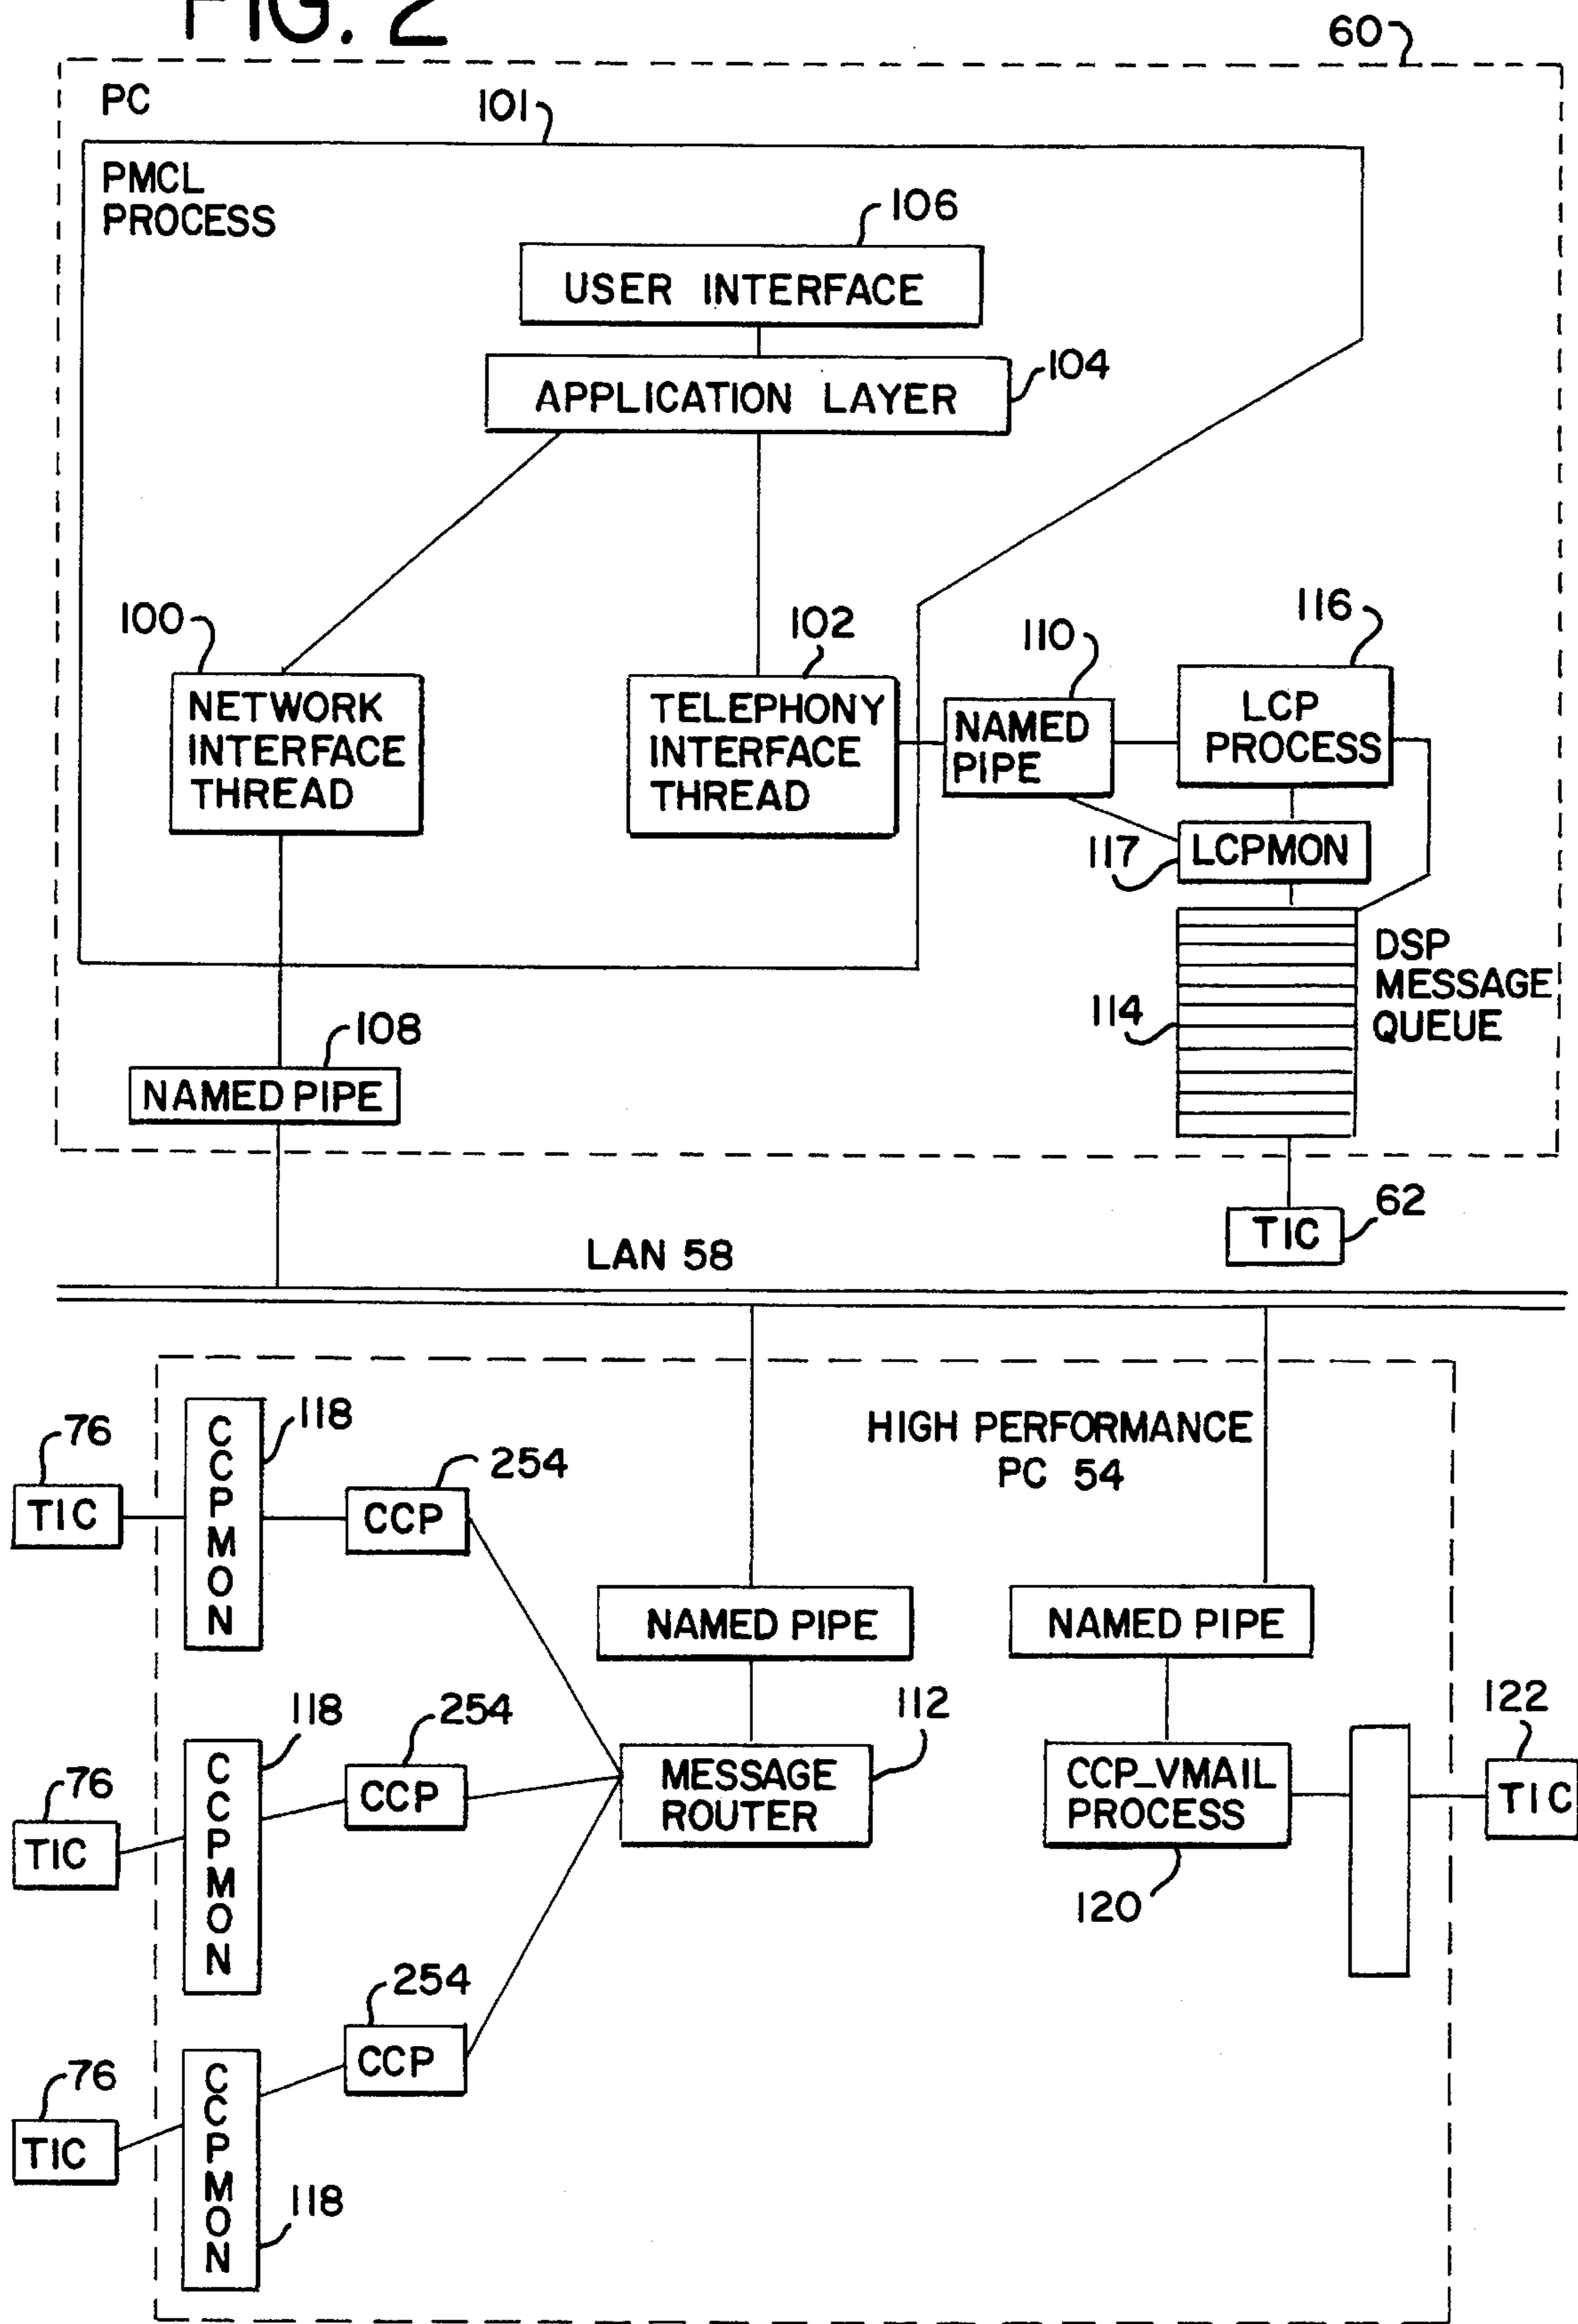 FIG. 2
60
PC
101
PMCL
PROCESS
106
USER INTERFACE
104
APPLICATION LAYER
100
NETWORK
INTERFACE
THREAD
102
TELEPHONY
INTERFACE
THREAD
110
NAMED
PIPE
116
LCP
PROCESS
117
LCPMON
114
DSP
MESSAGE
QUEUE
108
NAMED PIPE
62
TIC
LAN 58
HIGH PERFORMANCE
PC 54
76
TIC
118
CCPMON
254
CCP
NAMED PIPE
NAMED PIPE
76
TIC
118
CCPMON
254
CCP
112
MESSAGE
ROUTER
CCP_VMAIL
PROCESS
120
122
TIC
76
TIC
CCPMON
118
254
CCP